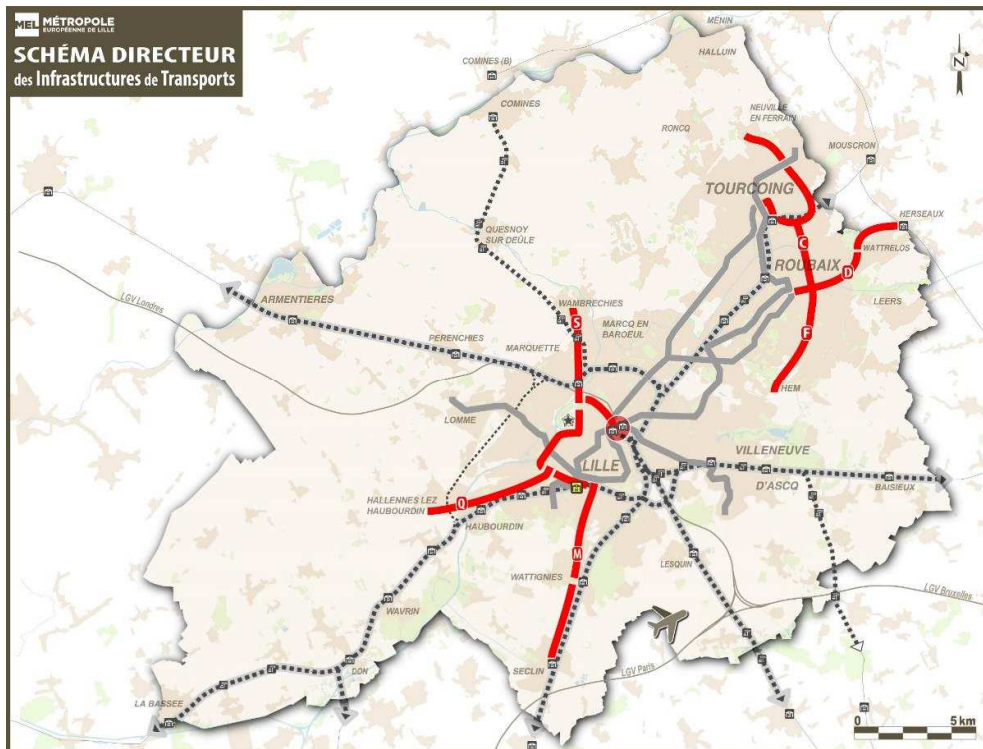 MEL MÉTROPOLE
EUROPÉENNE DE LILLE
SCHÉMA DIRECTEUR
des Infrastructures de Transports
MENIN
HALLUIN
COMINES (B)
COMINES
N
NEUVILLE
EN FERRAIN
RONCQ
MOUSCRON
TOURCOING
HERSEAUX
QUESNOY
SUR DEÛLE
C
WATTRELOS
ROUBAIX
D
LEERS
LGV Londres
ARMENTIERES
WAMBRECHIES
S
MARCQ EN
BAROEUL
PERENCHIES
MARQUETTE
F
HEM
LOMME
LILLE
VILLENEUVE
D'ASCQ
BAISIEUX
HALLENNES LEZ
HAUBOURDIN
Q
HAUBOURDIN
M
LESQUIN
WATTIGNIES
LGV Bruxelles
WAVRIN
SECLIN
LGV Paris
DON
LA BASSEE
0 5 km